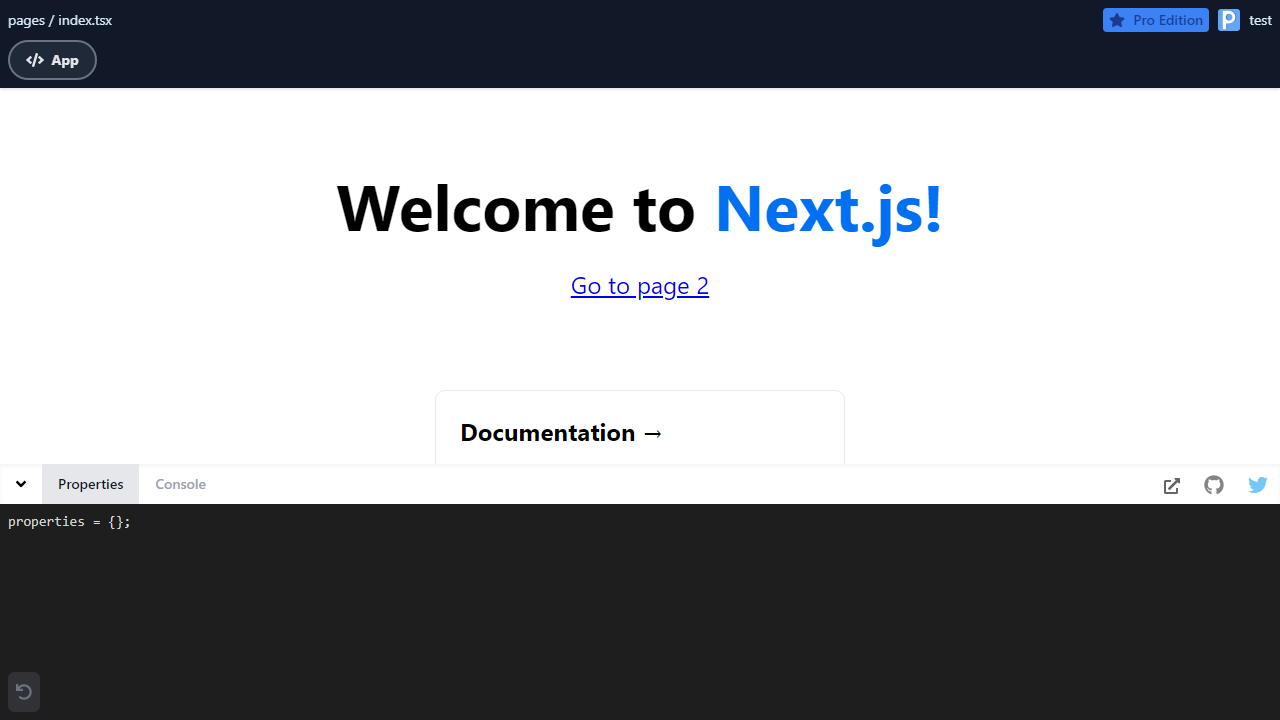 pages / index.tsx
Pro Edition
P
test
</> App
Welcome to Next.js!
Go to page 2
Documentation →
Properties
Console
properties = {};